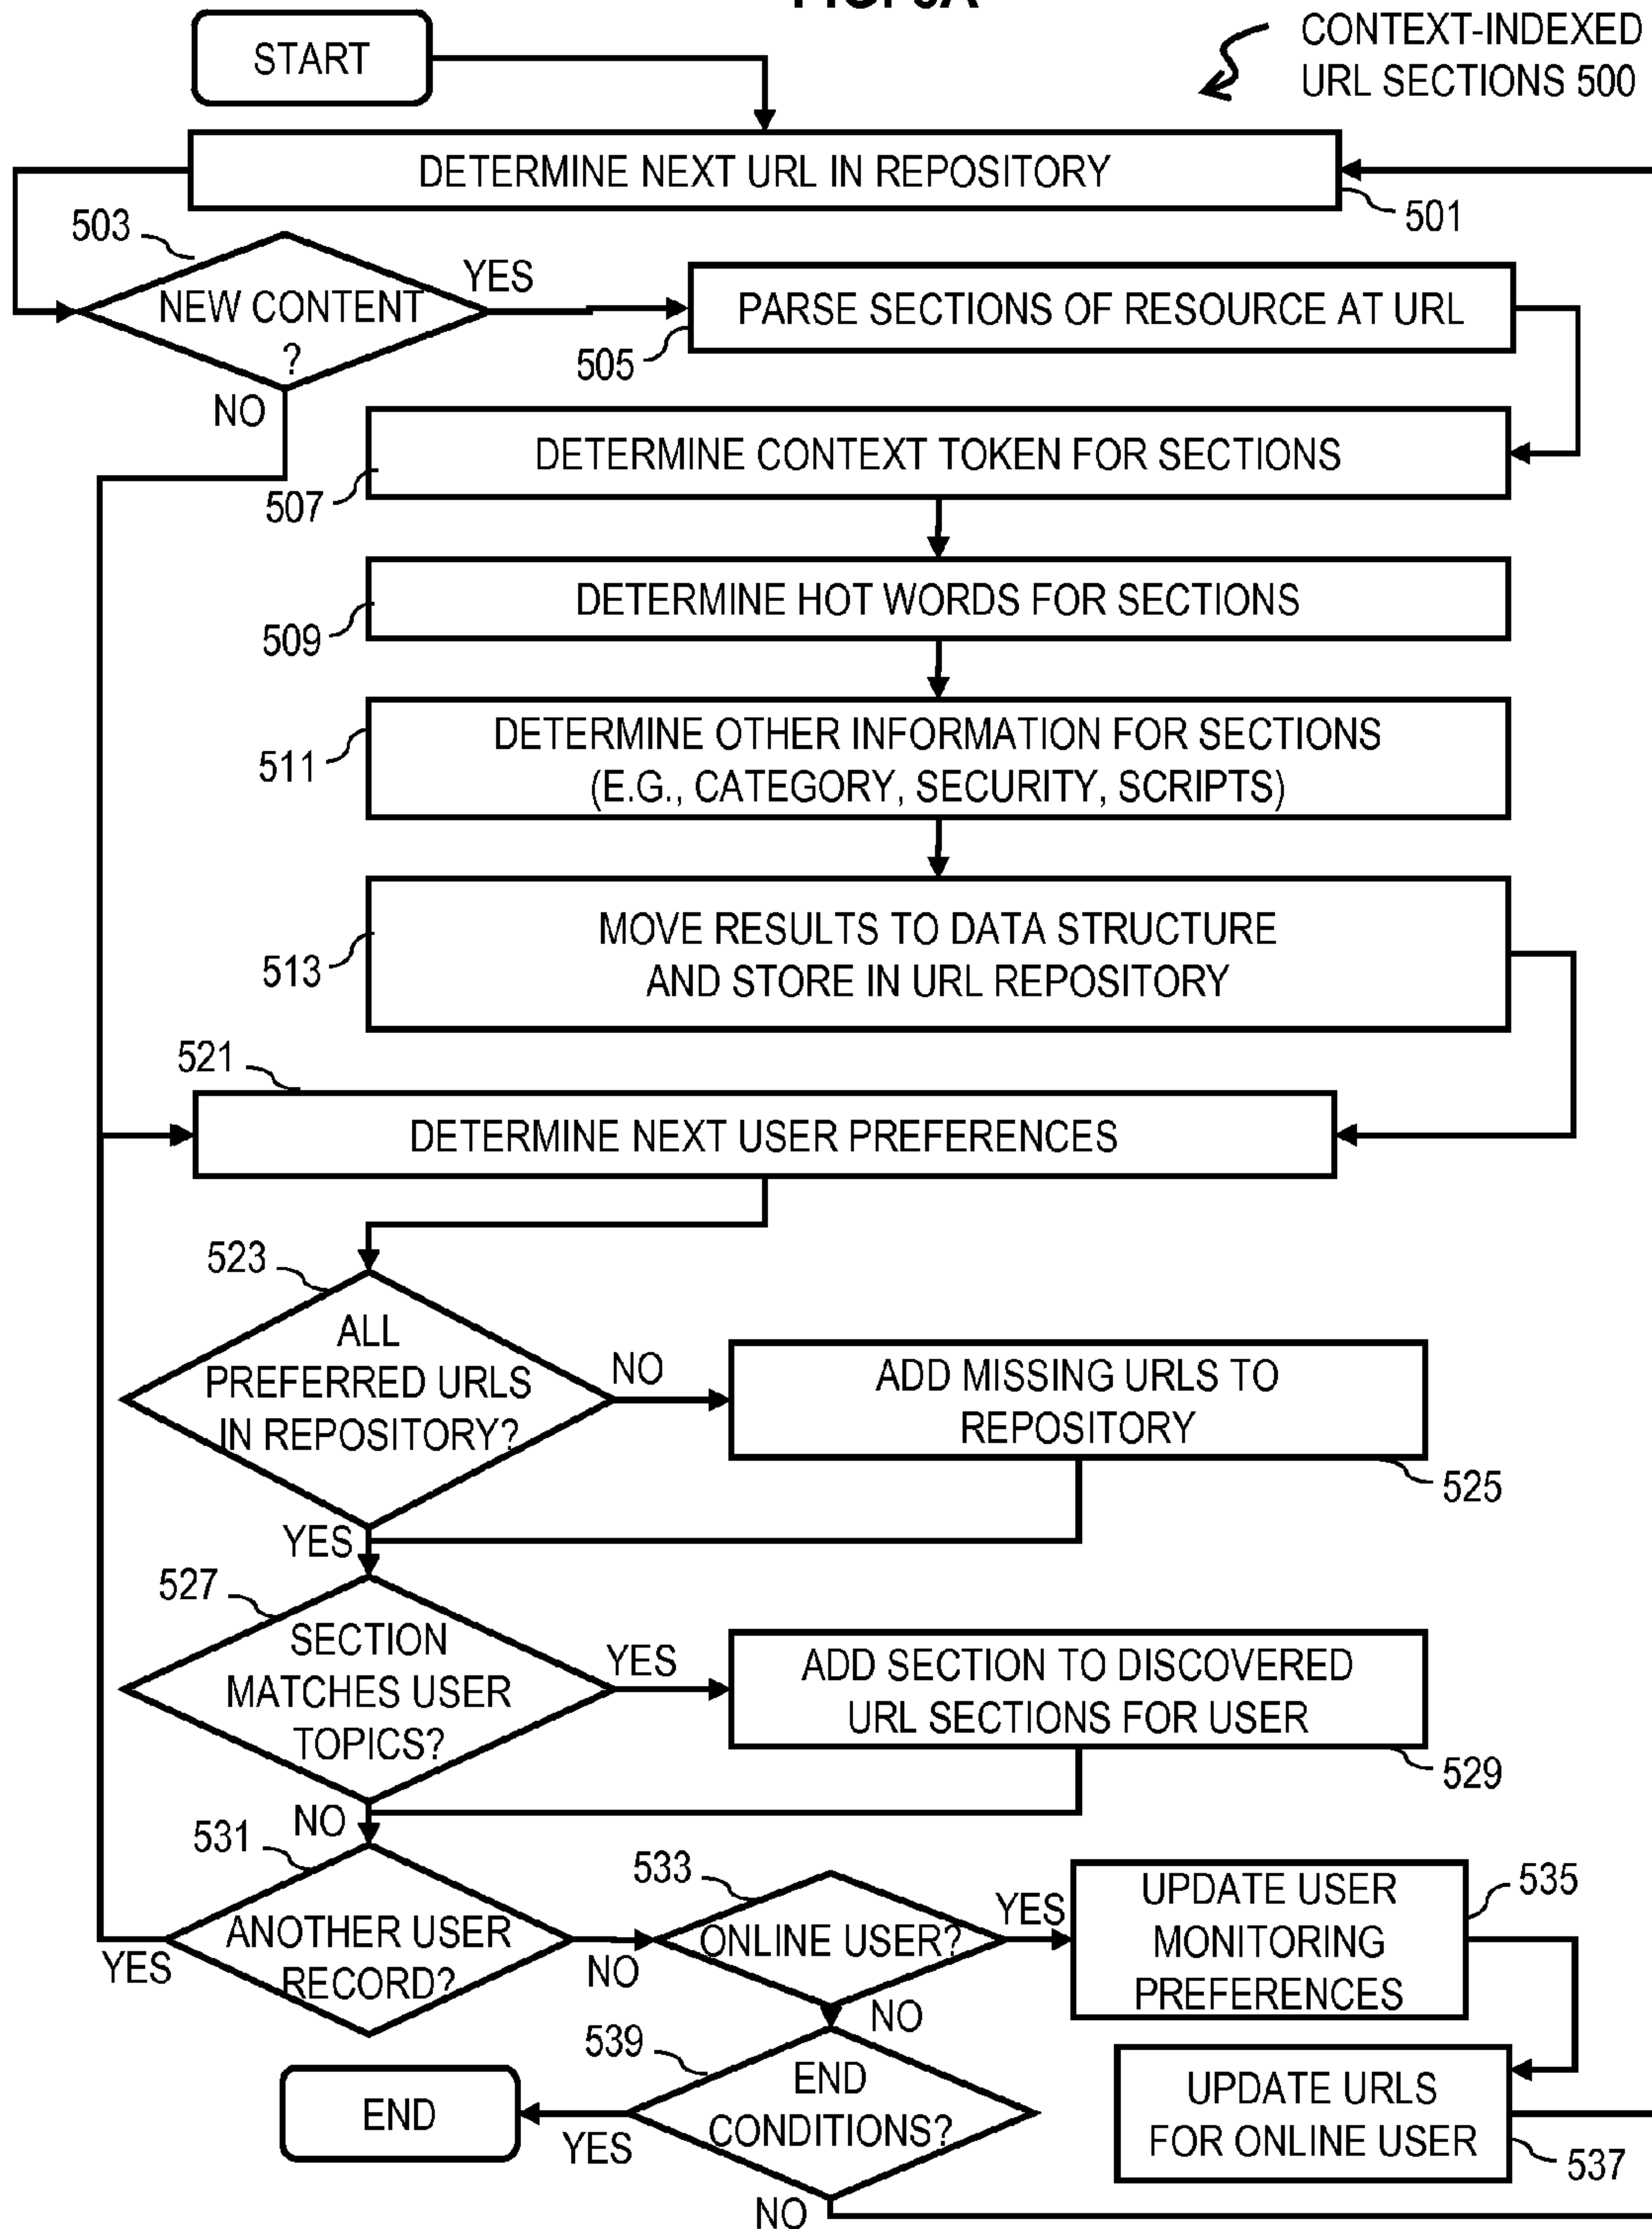 CONTEXT-INDEXED
URL SECTIONS 500
START
DETERMINE NEXT URL IN REPOSITORY
501
503
NEW CONTENT
?
YES
NO
PARSE SECTIONS OF RESOURCE AT URL
505
DETERMINE CONTEXT TOKEN FOR SECTIONS
507
DETERMINE HOT WORDS FOR SECTIONS
509
DETERMINE OTHER INFORMATION FOR SECTIONS
(E.G., CATEGORY, SECURITY, SCRIPTS)
511
MOVE RESULTS TO DATA STRUCTURE
AND STORE IN URL REPOSITORY
513
521
DETERMINE NEXT USER PREFERENCES
523
ALL
PREFERRED URLS
IN REPOSITORY?
NO
YES
ADD MISSING URLS TO
REPOSITORY
525
527
SECTION
MATCHES USER
TOPICS?
YES
NO
ADD SECTION TO DISCOVERED
URL SECTIONS FOR USER
529
531
ANOTHER USER
RECORD?
YES
NO
533
ONLINE USER?
YES
NO
UPDATE USER
MONITORING
PREFERENCES
535
UPDATE URLS
FOR ONLINE USER
537
539
END
CONDITIONS?
YES
NO
END